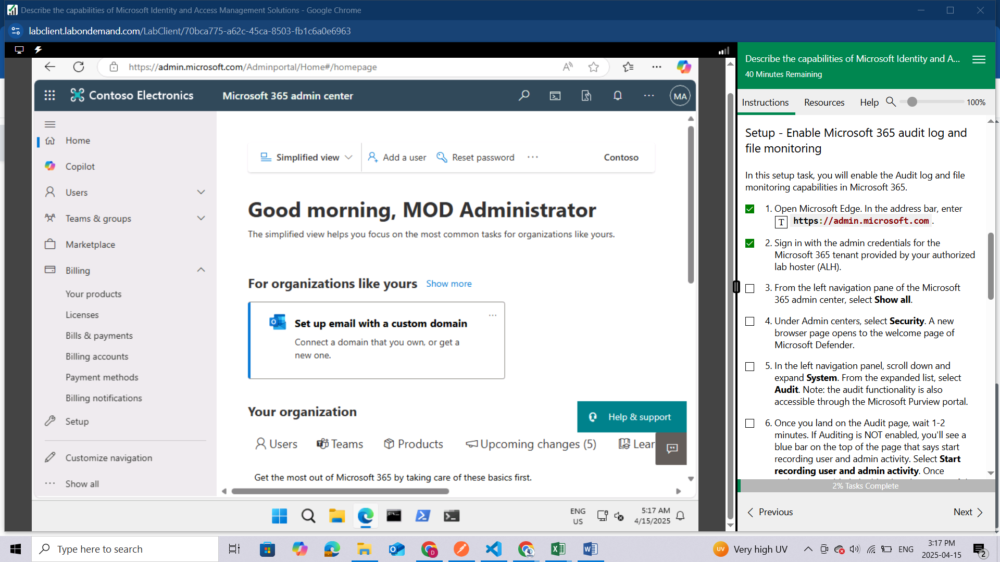 Describe the capabilities of Microsoft Identity and Access Management Solutions - Google Chrome
labclient.labondemand.com/LabClient/70bca775-a62c-45ca-8503-fb1c6a0e6963
https://admin.microsoft.com/Adminportal/Home#/homepage
Contoso Electronics
Microsoft 365 admin center
MA
Home
Copilot
Users
Teams & groups
Marketplace
Billing
Your products
Licenses
Bills & payments
Billing accounts
Payment methods
Billing notifications
Setup
Customize navigation
Show all
Simplified view
Add a user
Reset password
Contoso
Good morning, MOD Administrator
The simplified view helps you focus on the most common tasks for organizations like yours.
For organizations like yours Show more
Set up email with a custom domain
Connect a domain that you own, or get a
new one.
Your organization
Help & support
Users
Teams
Products
Upcoming changes (5)
Lear
Get the most out of Microsoft 365 by taking care of these basics first.
ENG
US
5:17 AM
4/15/2025
Describe the capabilities of Microsoft Identity and A...
40 Minutes Remaining
Instructions
Resources
Help
100%
Setup - Enable Microsoft 365 audit log and
file monitoring
In this setup task, you will enable the Audit log and file
monitoring capabilities in Microsoft 365.
1. Open Microsoft Edge. In the address bar, enter
T https://admin.microsoft.com .
2. Sign in with the admin credentials for the
Microsoft 365 tenant provided by your authorized
lab hoster (ALH).
3. From the left navigation pane of the Microsoft
365 admin center, select Show all.
4. Under Admin centers, select Security. A new
browser page opens to the welcome page of
Microsoft Defender.
5. In the left navigation panel, scroll down and
expand System. From the expanded list, select
Audit. Note: the audit functionality is also
accessible through the Microsoft Purview portal.
6. Once you land on the Audit page, wait 1-2
minutes. If Auditing is NOT enabled, you'll see a
blue bar on the top of the page that says start
recording user and admin activity. Select Start
recording user and admin activity. Once
2% Tasks Complete
Previous
Next
Type here to search
UV
Very high UV
ENG
3:17 PM
2025-04-15
2